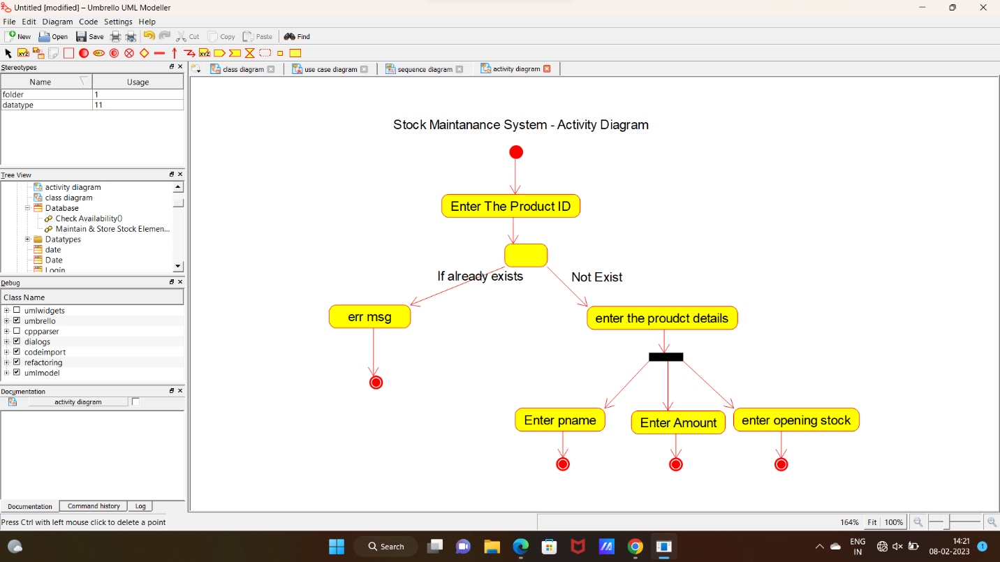 Untitled [modified] – Umbrello UML Modeller
File Edit Diagram Code Settings Help
New Open Save Cut Copy Paste Find
XYZ ABC XYZ
Stereotypes
Name Usage
folder 1
datatype 11
Tree View
activity diagram
class diagram
Database
Check Availability()
Maintain & Store Stock Elemen...
Datatypes
date
Date
Login
Debug
Class Name
umlwidgets
umbrello
cppparser
dialogs
codeimport
refactoring
umlmodel
Documentation
activity diagram
Documentation Command history Log
Press Ctrl with left mouse click to delete a point
class diagram use case diagram sequence diagram activity diagram
Stock Maintanance System - Activity Diagram
Enter The Product ID
If already exists Not Exist
err msg enter the proudct details
Enter pname Enter Amount enter opening stock
164% Fit 100%
Search
ENG
IN
14:21
08-02-2023
1